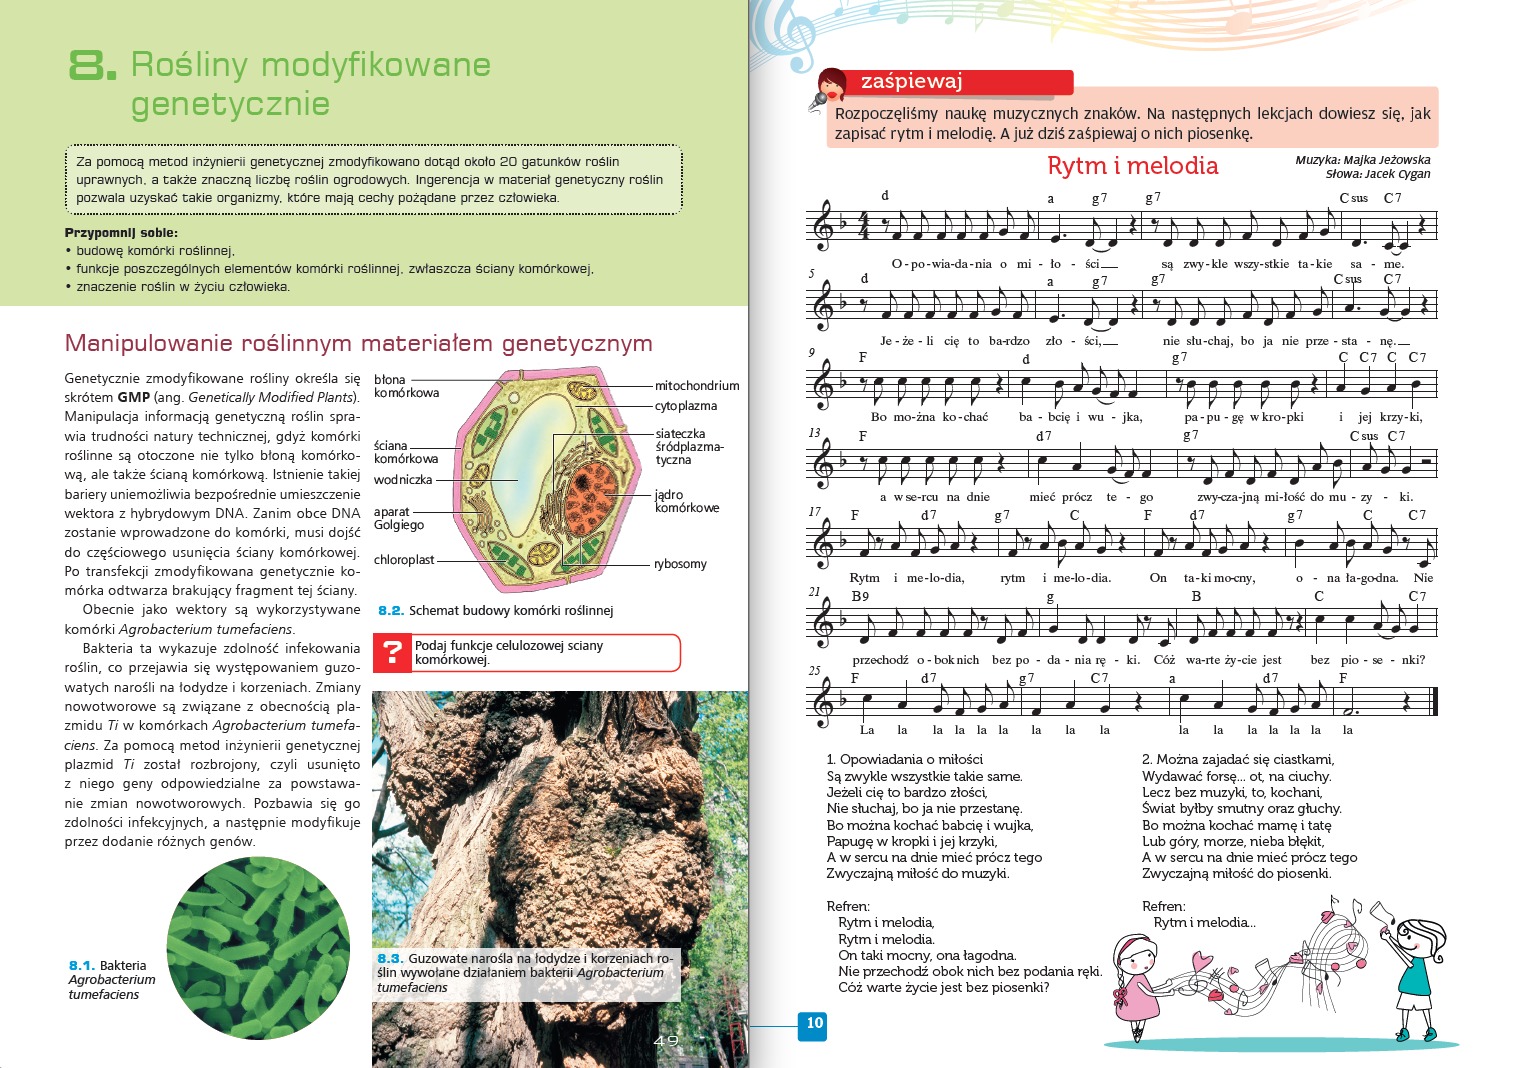 8. Rośliny modyfikowane
genetycznie
Za pomocą metod inżynierii genetycznej zmodyfikowano dotąd około 20 gatunków roślin
uprawnych, a także znaczną liczbę roślin ogrodowych. Ingerencja w materiał genetyczny roślin
pozwala uzyskać takie organizmy, które mają cechy pożądane przez człowieka.
Przypomnij sobie:
• budowę komórki roślinnej,
• funkcje poszczególnych elementów komórki roślinnej, zwłaszcza ściany komórkowej,
• znaczenie roślin w życiu człowieka.
Manipulowanie roślinnym materiałem genetycznym
Genetycznie zmodyfikowane rośliny określa się
skrótem GMP (ang. Genetically Modified Plants).
Manipulacja informacją genetyczną roślin spra-
wia trudności natury technicznej, gdyż komórki
roślinne są otoczone nie tylko błoną komórko-
wą, ale także ścianą komórkową. Istnienie takiej
bariery uniemożliwia bezpośrednie umieszczenie
wektora z hybrydowym DNA. Zanim obce DNA
zostanie wprowadzone do komórki, musi dojść
do częściowego usunięcia ściany komórkowej.
Po transfekcji zmodyfikowana genetycznie ko-
mórka odtwarza brakujący fragment tej ściany.
Obecnie jako wektory są wykorzystywane
komórki Agrobacterium tumefaciens.
Bakteria ta wykazuje zdolność infekowania
roślin, co przejawia się występowaniem guzo-
watych narośli na łodydze i korzeniach. Zmiany
nowotworowe są związane z obecnością pla-
zmidu Ti w komórkach Agrobacterium tumefa-
ciens. Za pomocą metod inżynierii genetycznej
plazmid Ti został rozbrojony, czyli usunięto
z niego geny odpowiedzialne za powstawa-
nie zmian nowotworowych. Pozbawia się go
zdolności infekcyjnych, a następnie modyfikuje
przez dodanie różnych genów.
8.1. Bakteria
Agrobacterium
tumefaciens
błona
komórkowa
ściana
komórkowa
wodniczka
aparat
Golgiego
chloroplast
mitochondrium
cytoplazma
siateczka
śródplazma-
tyczna
jądro
komórkowe
rybosomy
8.2. Schemat budowy komórki roślinnej
? Podaj funkcje celulozowej sciany
komórkowej.
8.3. Guzowate narośla na łodydze i korzeniach ro-
ślin wywołane działaniem bakterii Agrobacterium
tumefaciens
49
zaśpiewaj
Rozpoczęliśmy naukę muzycznych znaków. Na następnych lekcjach dowiesz się, jak
zapisać rytm i melodię. A już dziś zaśpiewaj o nich piosenkę.
Rytm i melodia
Muzyka: Majka Jeżowska
Słowa: Jacek Cygan
d a g7 g7 Csus C7
4
4
O - po - wia - da - nia o mi - ło - ści są zwy - kle wszy - stkie ta - kie sa - me.
5
d a g7 g7 Csus C7
Je - że - li cię to ba - rdzo zło - ści, nie słu - chaj, bo ja nie prze - sta - nę.
9
F d g7 C C7 C C7
Bo mo - żna ko - chać ba - bcię i wu - jka, pa - pu - gę w kro - pki i jej krzy - ki,
13
F d7 g7 Csus C7
a w se - rcu na dnie mieć prócz te - go zwy - cza - jną mi - łość do mu - zy - ki.
17
F d7 g7 C F d7 g7 C C7
Rytm i me - lo - dia, rytm i me - lo - dia. On ta - ki mo - cny, o - na ła - go - dna. Nie
21
B9 g B C C7
przechodź o - bok nich bez po - da - nia rę - ki. Cóż wa - rte ży - cie jest bez pio - se - nki?
25
F d7 g7 C7 a d7 F
La la la la la la la la la la la la la la la la
1. Opowiadania o miłości
Są zwykle wszystkie takie same.
Jeżeli cię to bardzo złości,
Nie słuchaj, bo ja nie przestanę.
Bo można kochać babcię i wujka,
Papugę w kropki i jej krzyki,
A w sercu na dnie mieć prócz tego
Zwyczajną miłość do muzyki.
Refren:
Rytm i melodia,
Rytm i melodia.
On taki mocny, ona łagodna.
Nie przechodź obok nich bez podania ręki.
Cóż warte życie jest bez piosenki?
2. Można zajadać się ciastkami,
Wydawać forsę... ot, na ciuchy.
Lecz bez muzyki, to, kochani,
Świat byłby smutny oraz głuchy.
Bo można kochać mamę i tatę
Lub góry, morze, nieba błękit,
A w sercu na dnie mieć prócz tego
Zwyczajną miłość do piosenki.
Refren:
Rytm i melodia...
10